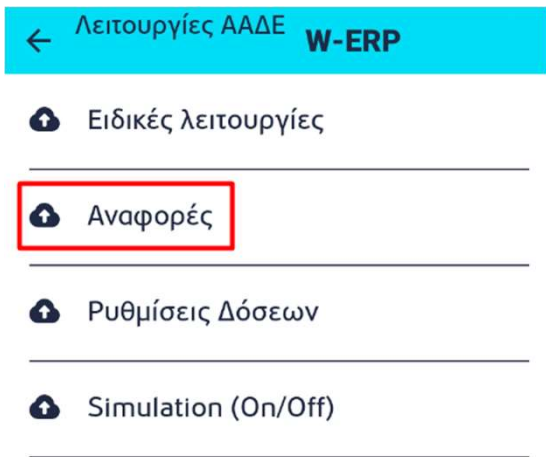 Λειτουργίες ΑΑΔΕ W-ERP
Ειδικές λειτουργίες
Αναφορές
Ρυθμίσεις Δόσεων
Simulation (On/Off)